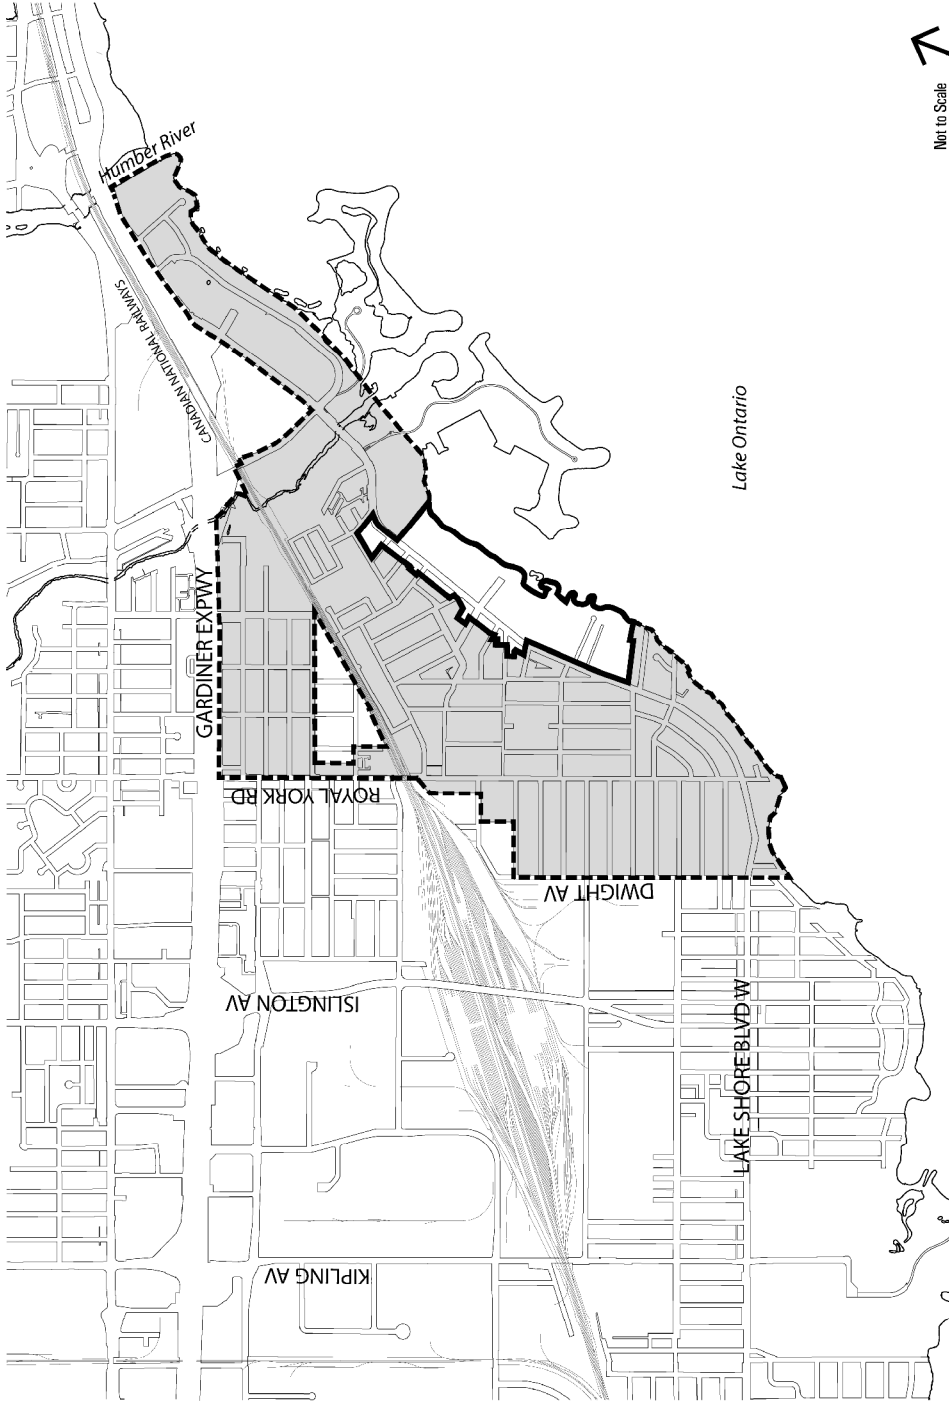 Not to Scale
Humber River
CANADIAN NATIONAL RAILWAYS
Lake Ontario
GARDINER EXPWY
ROYAL YORK RD
DWIGHT AV
ISLINGTON AV
LAKE SHORE BLVD W
KIPLING AV